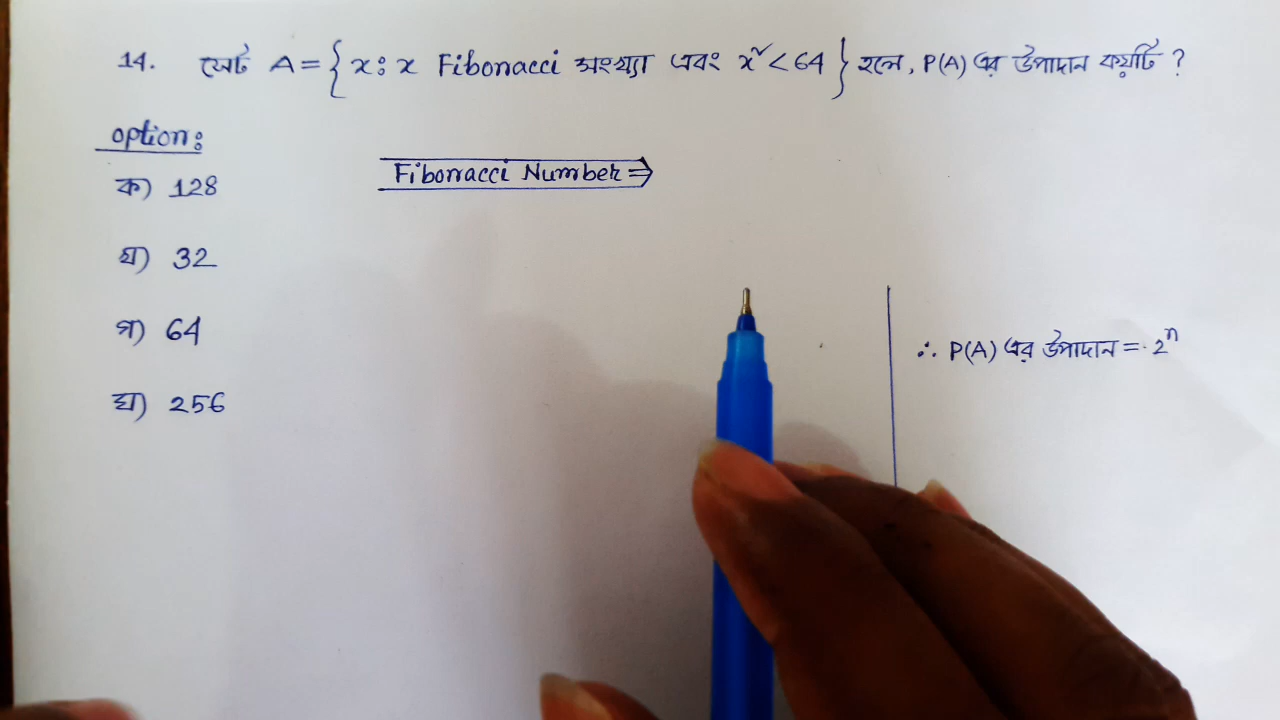 14. সেট A = {x : x Fibonacci সংখ্যা এবং x² < 64} হলে, P(A) এর উপাদান কয়টি ?
option :
ক) 128
খ) 32
গ) 64
ঘ) 256
Fibonacci Number ⇒
∴ P(A) এর উপাদান = 2ⁿ